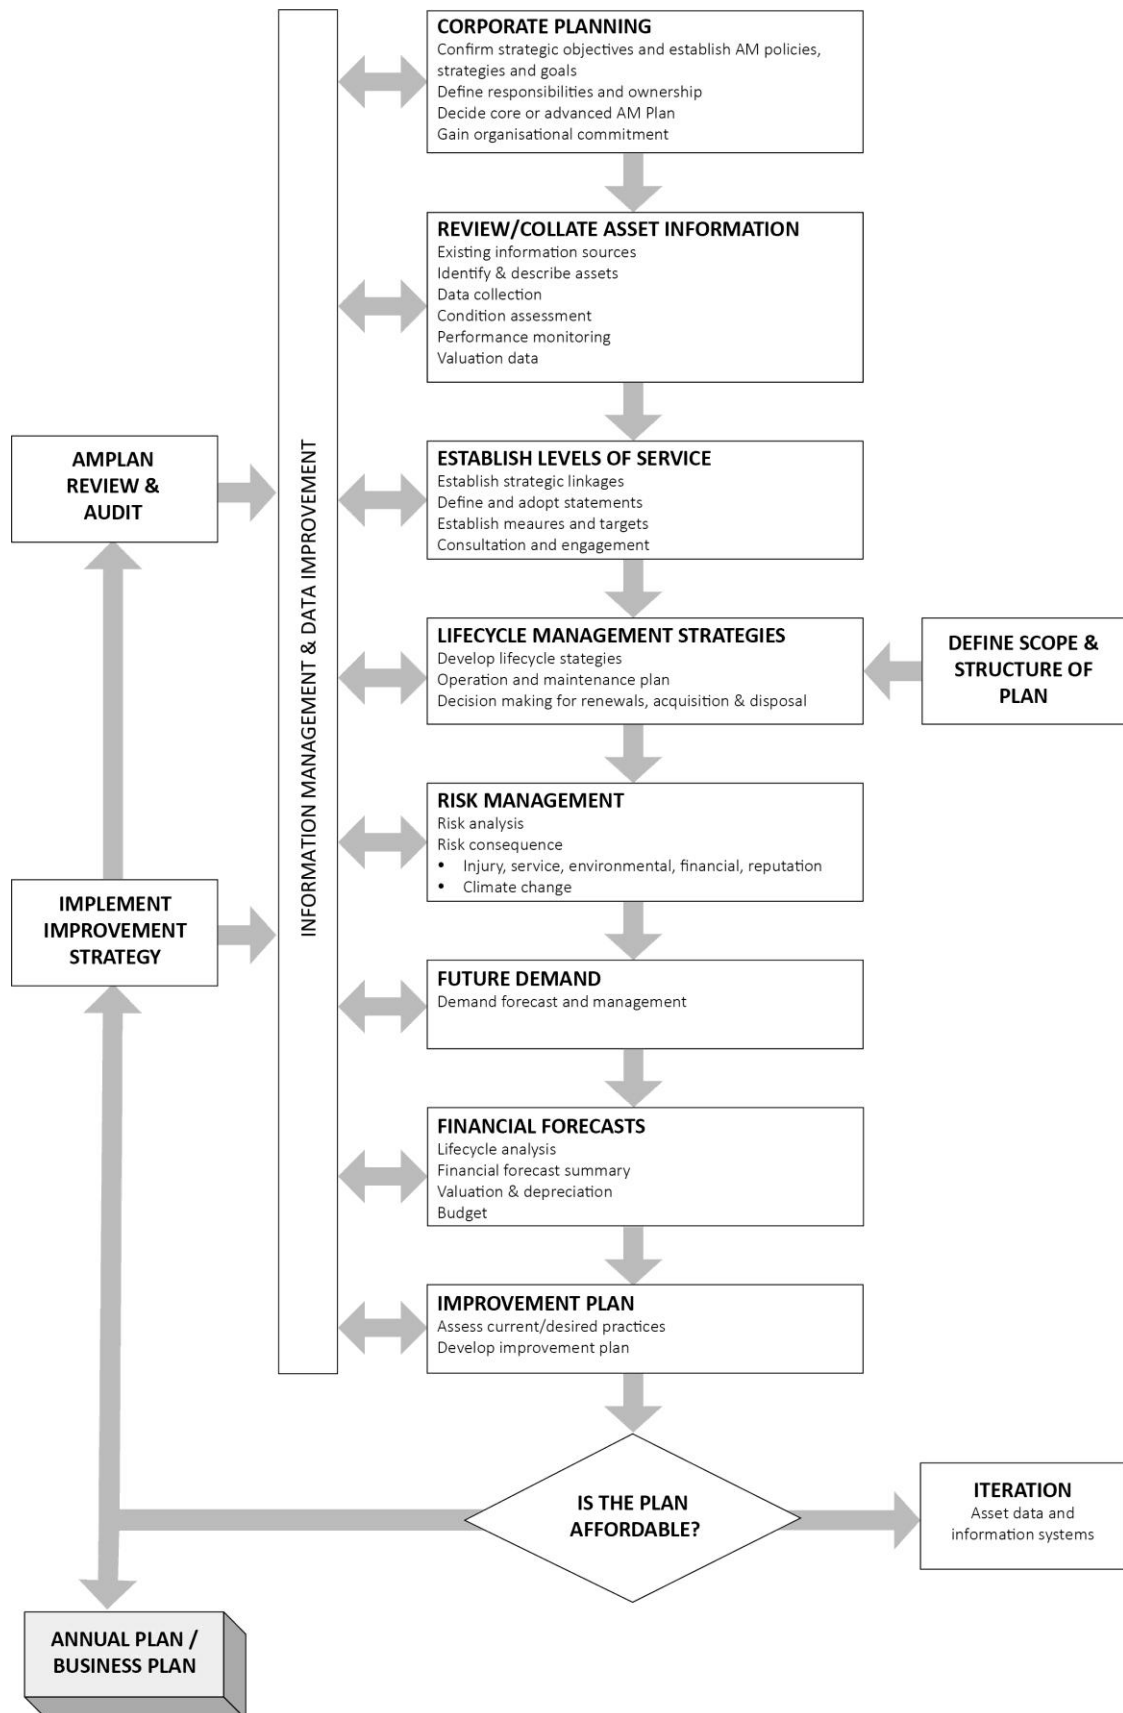 CORPORATE PLANNING
Confirm strategic objectives and establish AM policies,
strategies and goals
Define responsibilities and ownership
Decide core or advanced AM Plan
Gain organisational commitment
REVIEW/COLLATE ASSET INFORMATION
Existing information sources
Identify & describe assets
Data collection
Condition assessment
Performance monitoring
Valuation data
INFORMATION MANAGEMENT & DATA IMPROVEMENT
AMPLAN
REVIEW &
AUDIT
ESTABLISH LEVELS OF SERVICE
Establish strategic linkages
Define and adopt statements
Establish measures and targets
Consultation and engagement
LIFECYCLE MANAGEMENT STRATEGIES
Develop lifecycle stategies
Operation and maintenance plan
Decision making for renewals, acquisition & disposal
DEFINE SCOPE &
STRUCTURE OF
PLAN
RISK MANAGEMENT
Risk analysis
Risk consequence
• Injury, service, environmental, financial, reputation
• Climate change
IMPLEMENT
IMPROVEMENT
STRATEGY
FUTURE DEMAND
Demand forecast and management
FINANCIAL FORECASTS
Lifecycle analysis
Financial forecast summary
Valuation & depreciation
Budget
IMPROVEMENT PLAN
Assess current/desired practices
Develop improvement plan
IS THE PLAN
AFFORDABLE?
ITERATION
Asset data and
information systems
ANNUAL PLAN /
BUSINESS PLAN